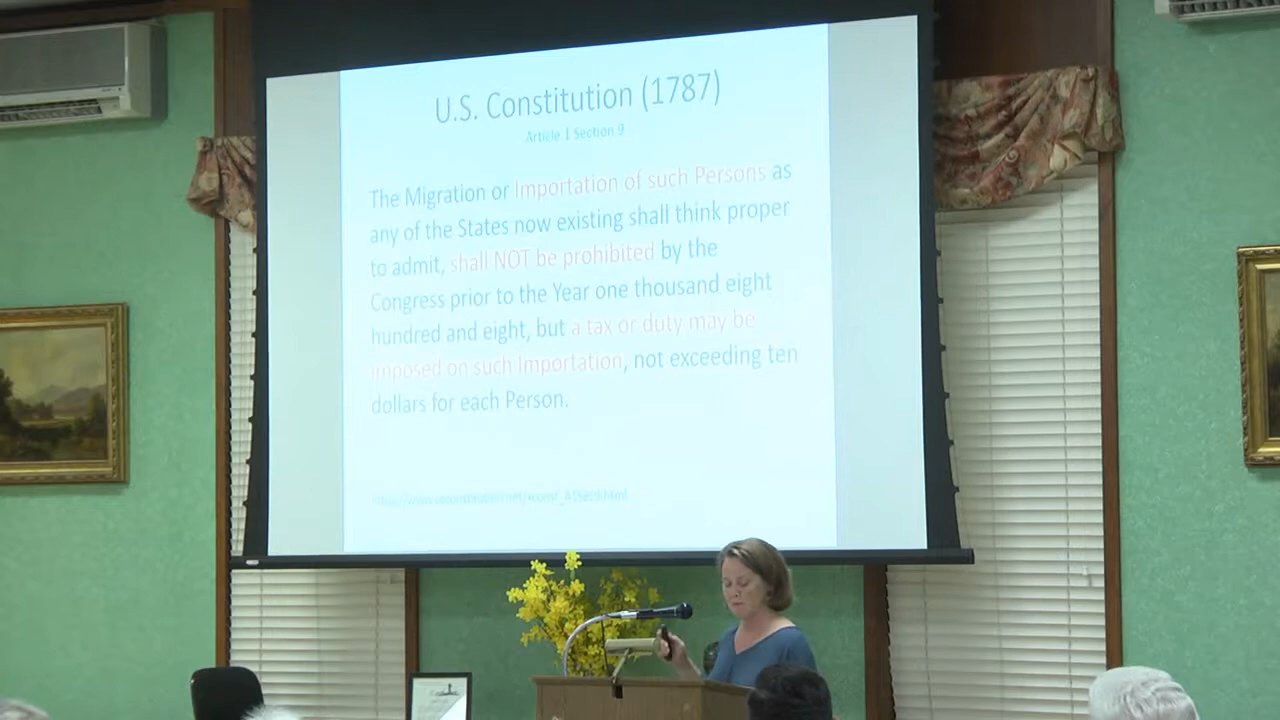 U.S. Constitution (1787)
Article 1 Section 9
The Migration or Importation of such Persons as
any of the States now existing shall think proper
to admit, shall NOT be prohibited by the
Congress prior to the Year one thousand eight
hundred and eight, but a tax or duty may be
imposed on such Importation, not exceeding ten
dollars for each Person.